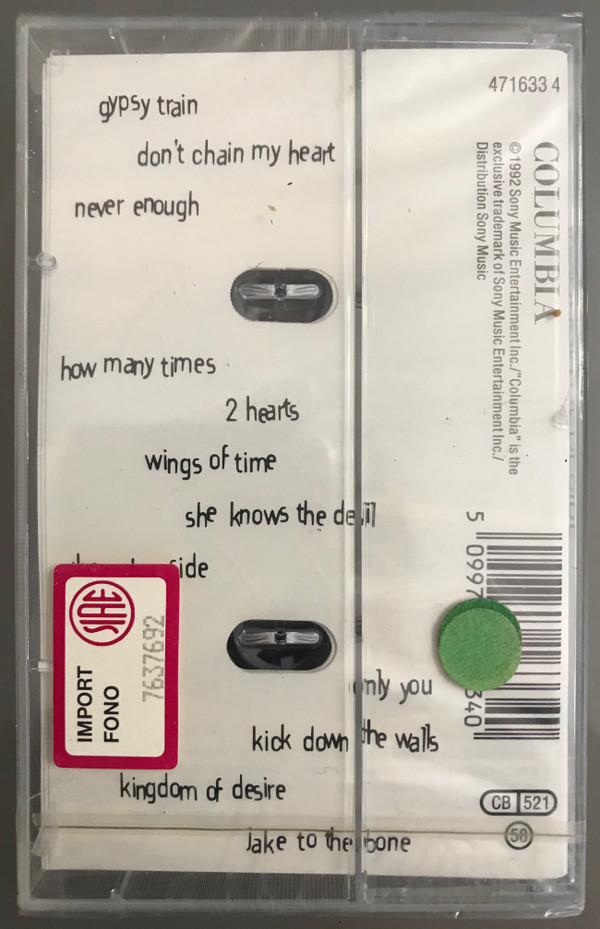 gypsy train
don't chain my heart
never enough
how many times
2 hearts
wings of time
she knows the devil
side
only you
kick down the walls
kingdom of desire
jake to the bone
471633 4
COLUMBIA
©1992 Sony Music Entertainment Inc./"Columbia" is the
exclusive trademark of Sony Music Entertainment Inc./
Distribution Sony Music
5 0997 340
CB 521
58
SIAE
IMPORT
FONO
7637692